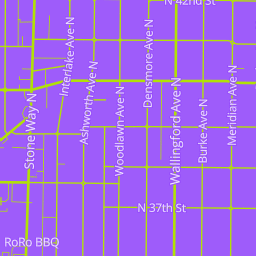 N 42nd St
Interlake Ave N
Densmore Ave N
Ashworth Ave N
Meridian Ave N
Woodlawn Ave N
Wallingford Ave N
Burke Ave N
Stone Way N
N 37th St
RoRo BBQ